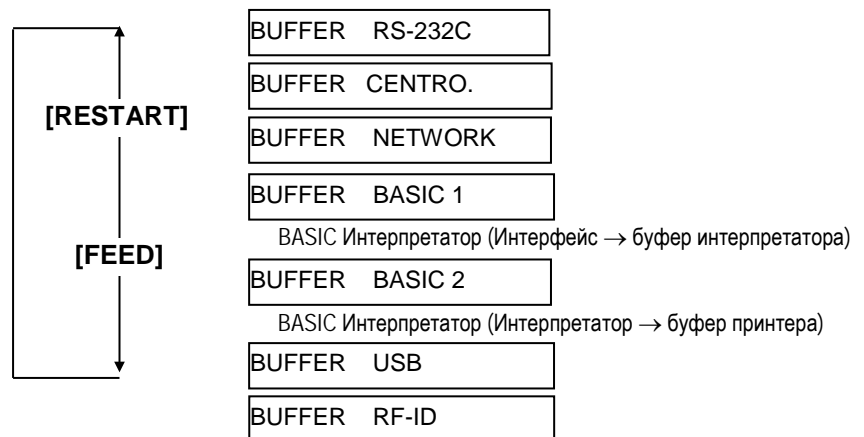 BUFFER RS-232C
BUFFER CENTRO.
[RESTART]
BUFFER NETWORK
BUFFER BASIC 1
BASIC Интерпретатор (Интерфейс → буфер интерпретатора)
[FEED]
BUFFER BASIC 2
BASIC Интерпретатор (Интерпретатор → буфер принтера)
BUFFER USB
BUFFER RF-ID